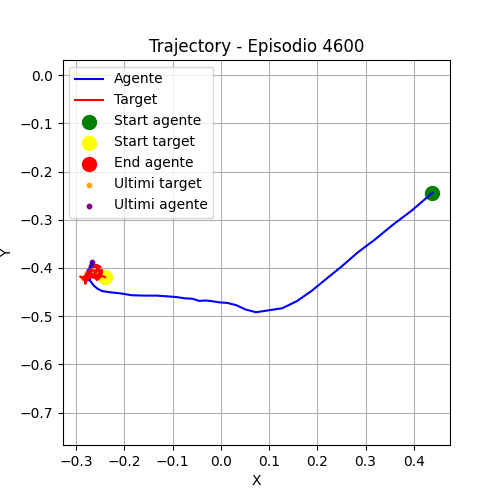 Trajectory - Episodio 4600
Agente
Target
Start agente
Start target
End agente
Ultimi target
Ultimi agente
0.0
−0.1
−0.2
−0.3
−0.4
−0.5
−0.6
−0.7
Y
−0.3 −0.2 −0.1 0.0 0.1 0.2 0.3 0.4
X